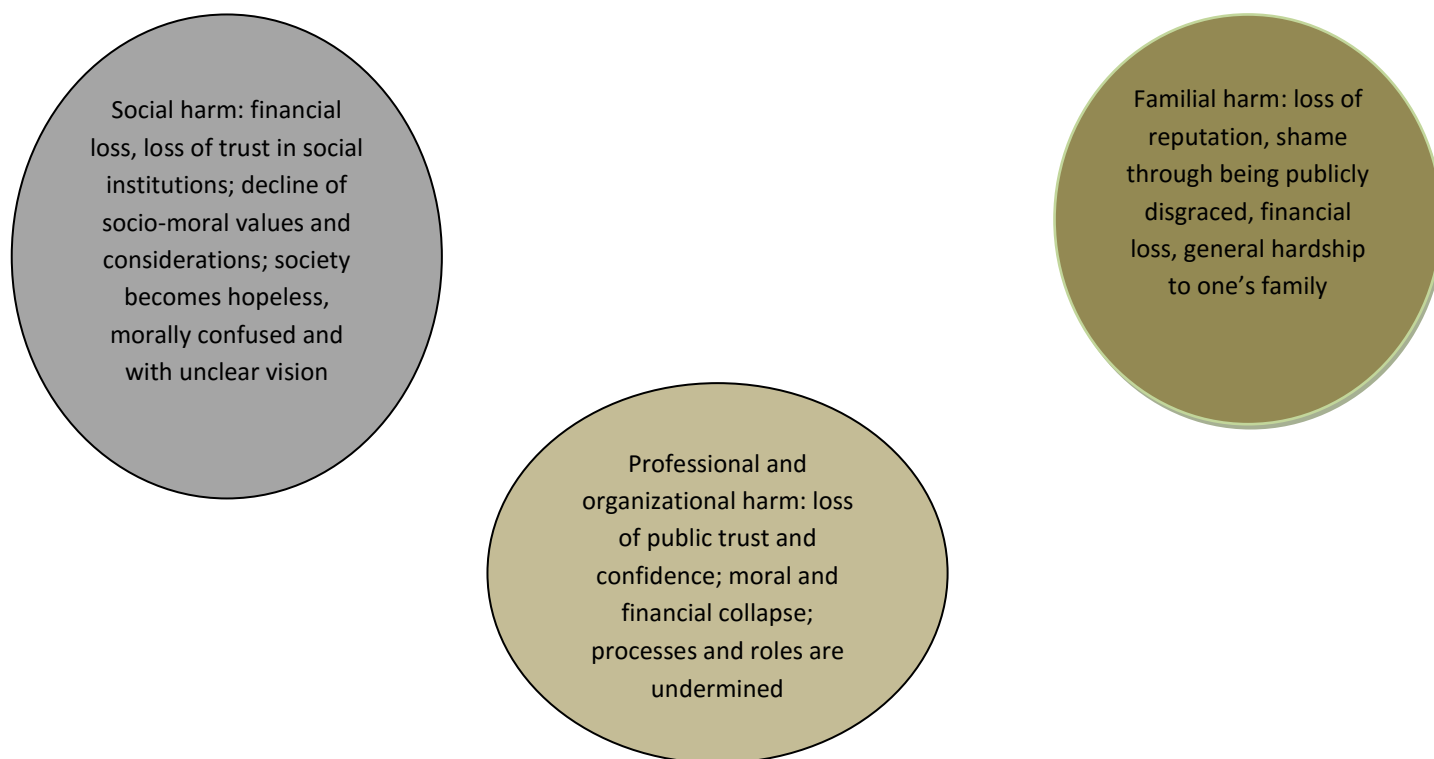 Social harm: financial
loss, loss of trust in social
institutions; decline of
socio-moral values and
considerations; society
becomes hopeless,
morally confused and
with unclear vision
Familial harm: loss of
reputation, shame
through being publicly
disgraced, financial
loss, general hardship
to one’s family
Professional and
organizational harm: loss
of public trust and
confidence; moral and
financial collapse;
processes and roles are
undermined